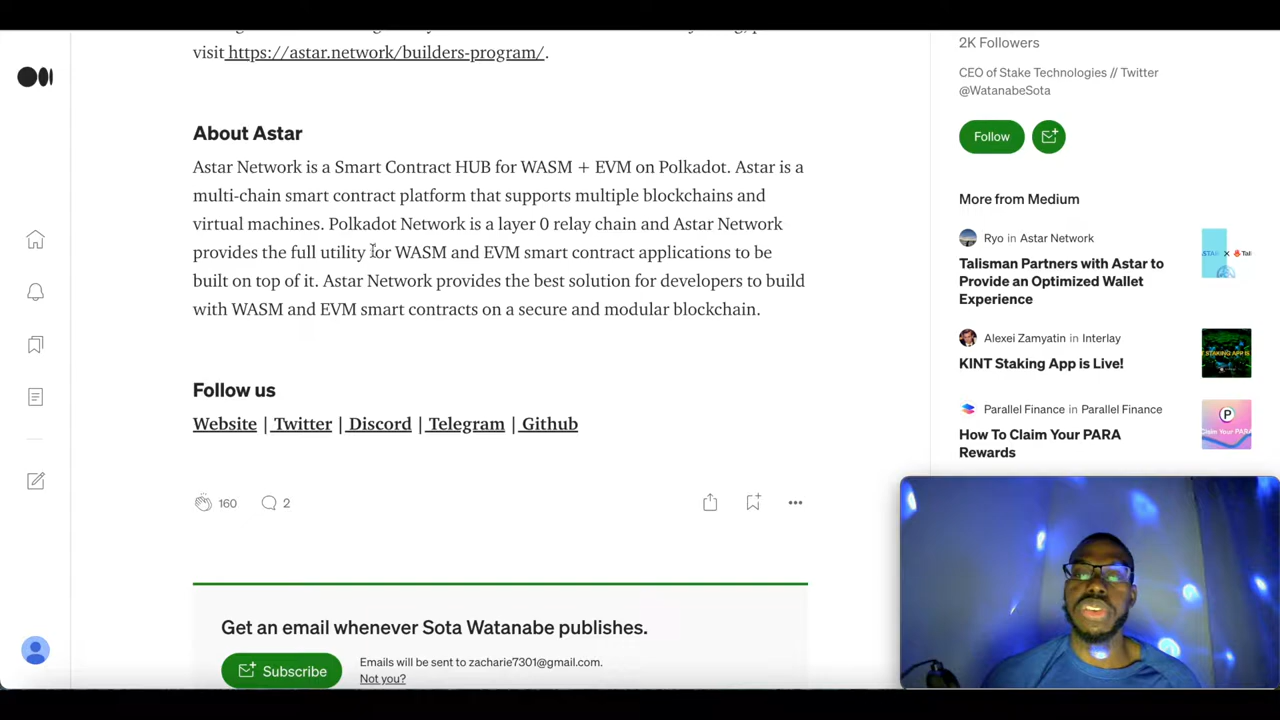 visit https://astar.network/builders-program/.
About Astar
Astar Network is a Smart Contract HUB for WASM + EVM on Polkadot. Astar is a
multi-chain smart contract platform that supports multiple blockchains and
virtual machines. Polkadot Network is a layer 0 relay chain and Astar Network
provides the full utility for WASM and EVM smart contract applications to be
built on top of it. Astar Network provides the best solution for developers to build
with WASM and EVM smart contracts on a secure and modular blockchain.
Follow us
Website | Twitter | Discord | Telegram | Github
160 2
Get an email whenever Sota Watanabe publishes.
Subscribe
Emails will be sent to zacharie7301@gmail.com.
Not you?
2K Followers
CEO of Stake Technologies // Twitter
@WatanabeSota
Follow
More from Medium
Ryo in Astar Network
Talisman Partners with Astar to
Provide an Optimized Wallet
Experience
Alexei Zamyatin in Interlay
KINT Staking App is Live!
Parallel Finance in Parallel Finance
How To Claim Your PARA
Rewards